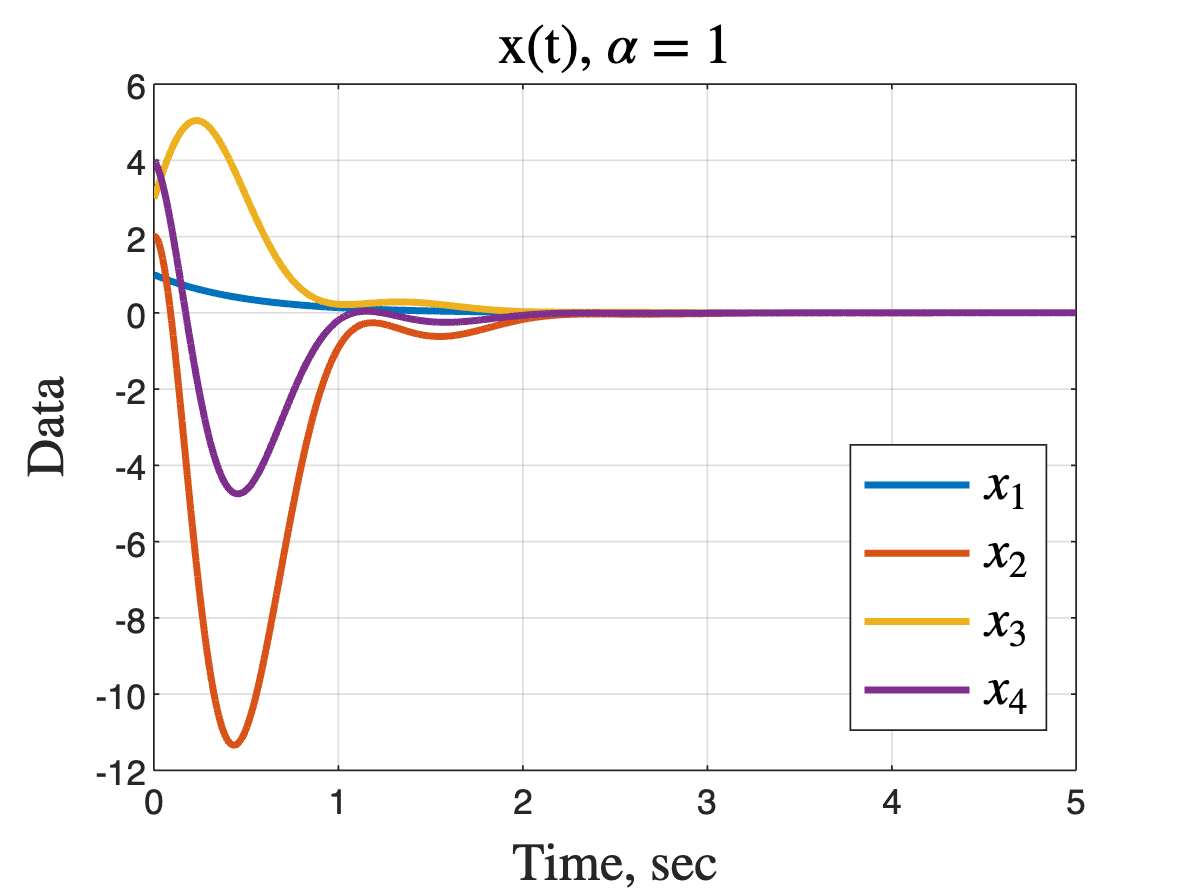 x(t), α = 1
6
4
2
0
-2
-4
-6
-8
-10
-12
Data
0 1 2 3 4 5
Time, sec
x₁
x₂
x₃
x₄